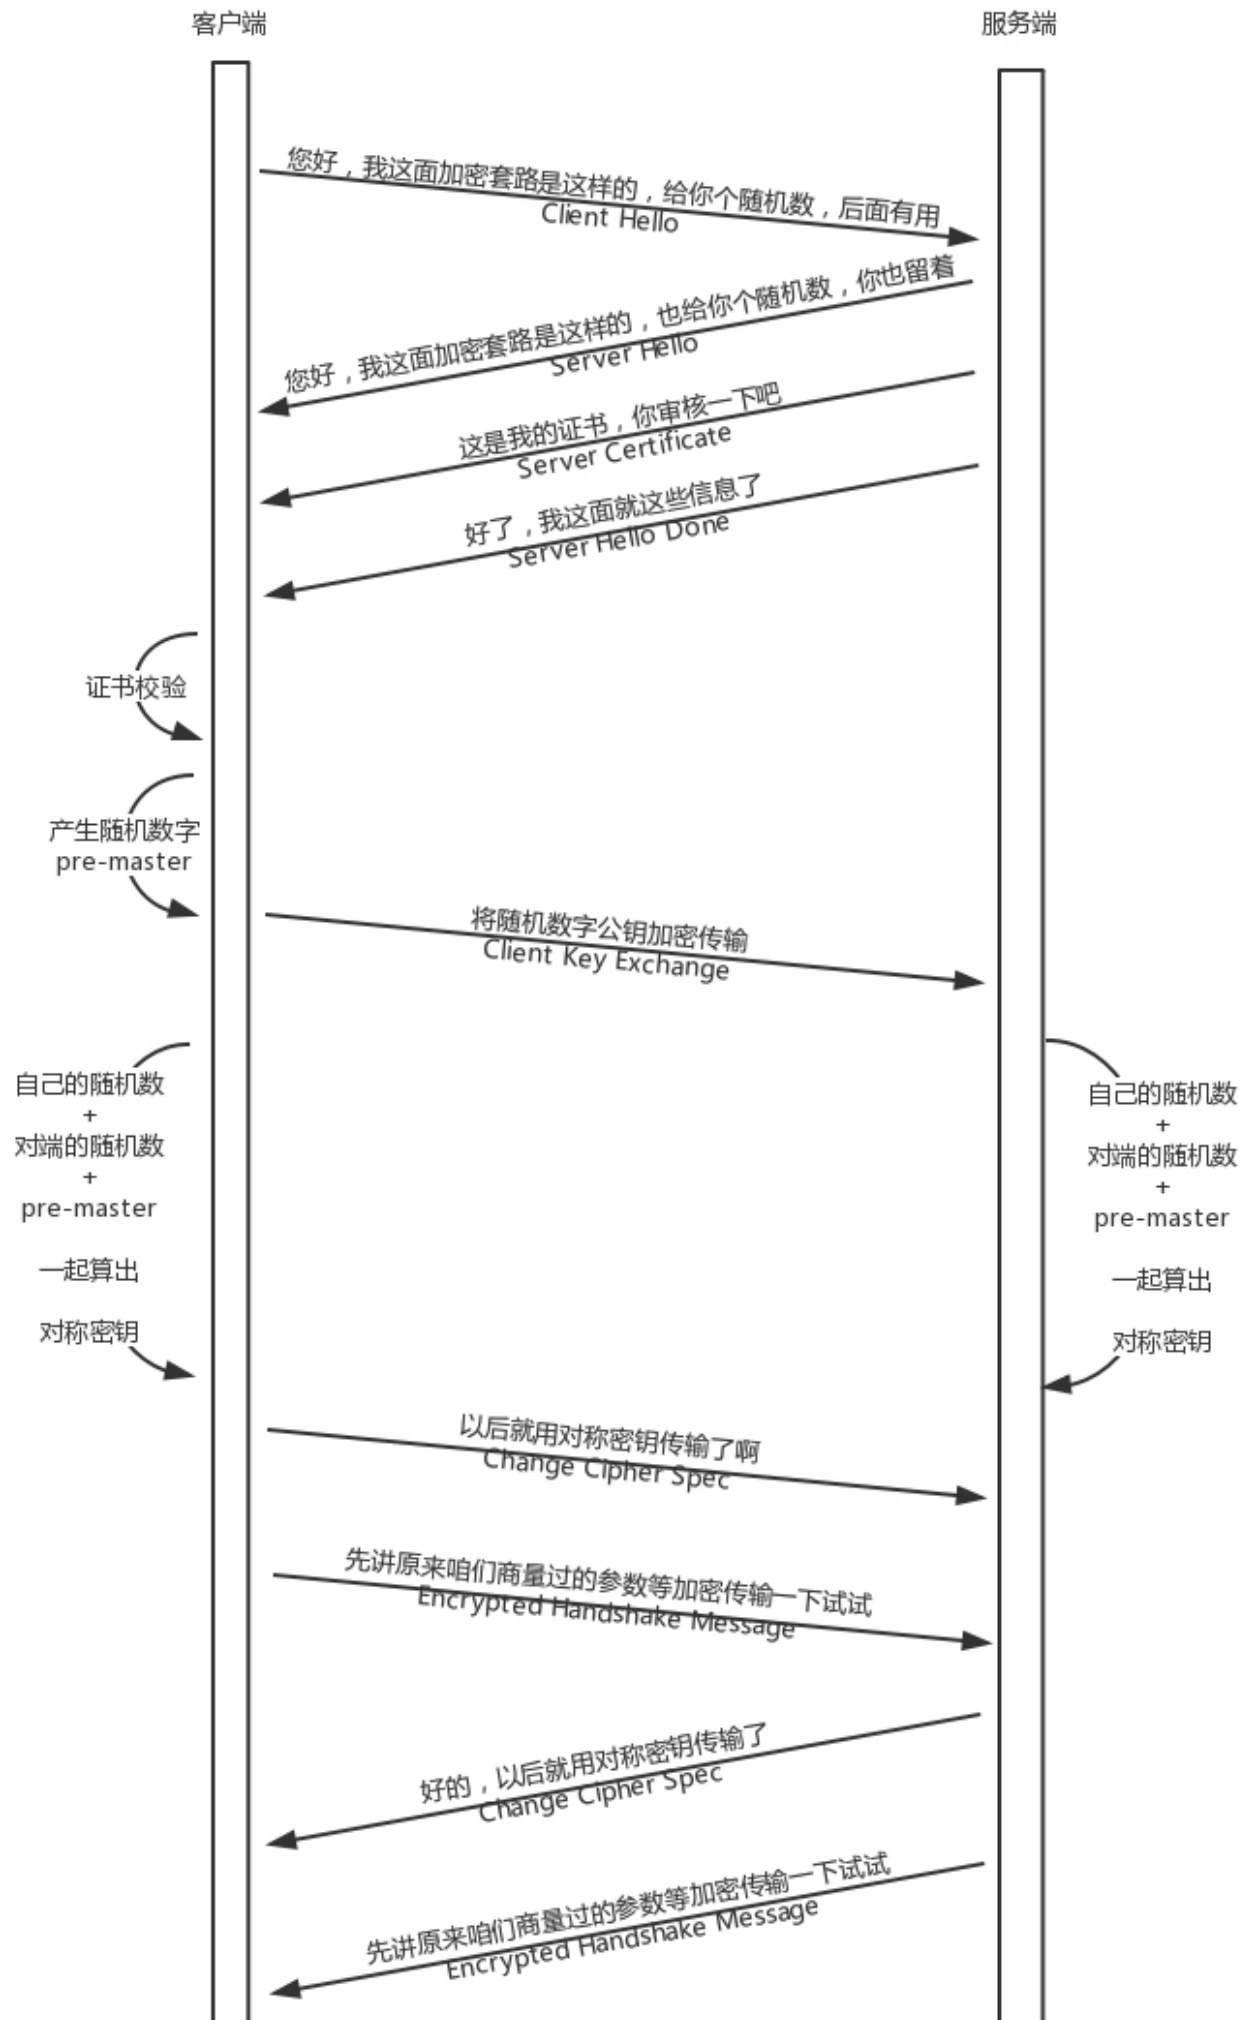 客户端
服务端
您好，我这面加密套路是这样的，给你个随机数，后面有用
Client Hello
您好，我这面加密套路是这样的，也给你个随机数，你也留着
Server Hello
这是我的证书，你审核一下吧
Server Certificate
好了，我这面就这些信息了
Server Hello Done
证书校验
产生随机数字
pre-master
将随机数字公钥加密传输
Client Key Exchange
自己的随机数
+
对端的随机数
+
pre-master
一起算出
对称密钥
自己的随机数
+
对端的随机数
+
pre-master
一起算出
对称密钥
以后就用对称密钥传输了啊
Change Cipher Spec
先讲原来咱们商量过的参数等加密传输一下试试
Encrypted Handshake Message
好的，以后就用对称密钥传输了
Change Cipher Spec
先讲原来咱们商量过的参数等加密传输一下试试
Encrypted Handshake Message